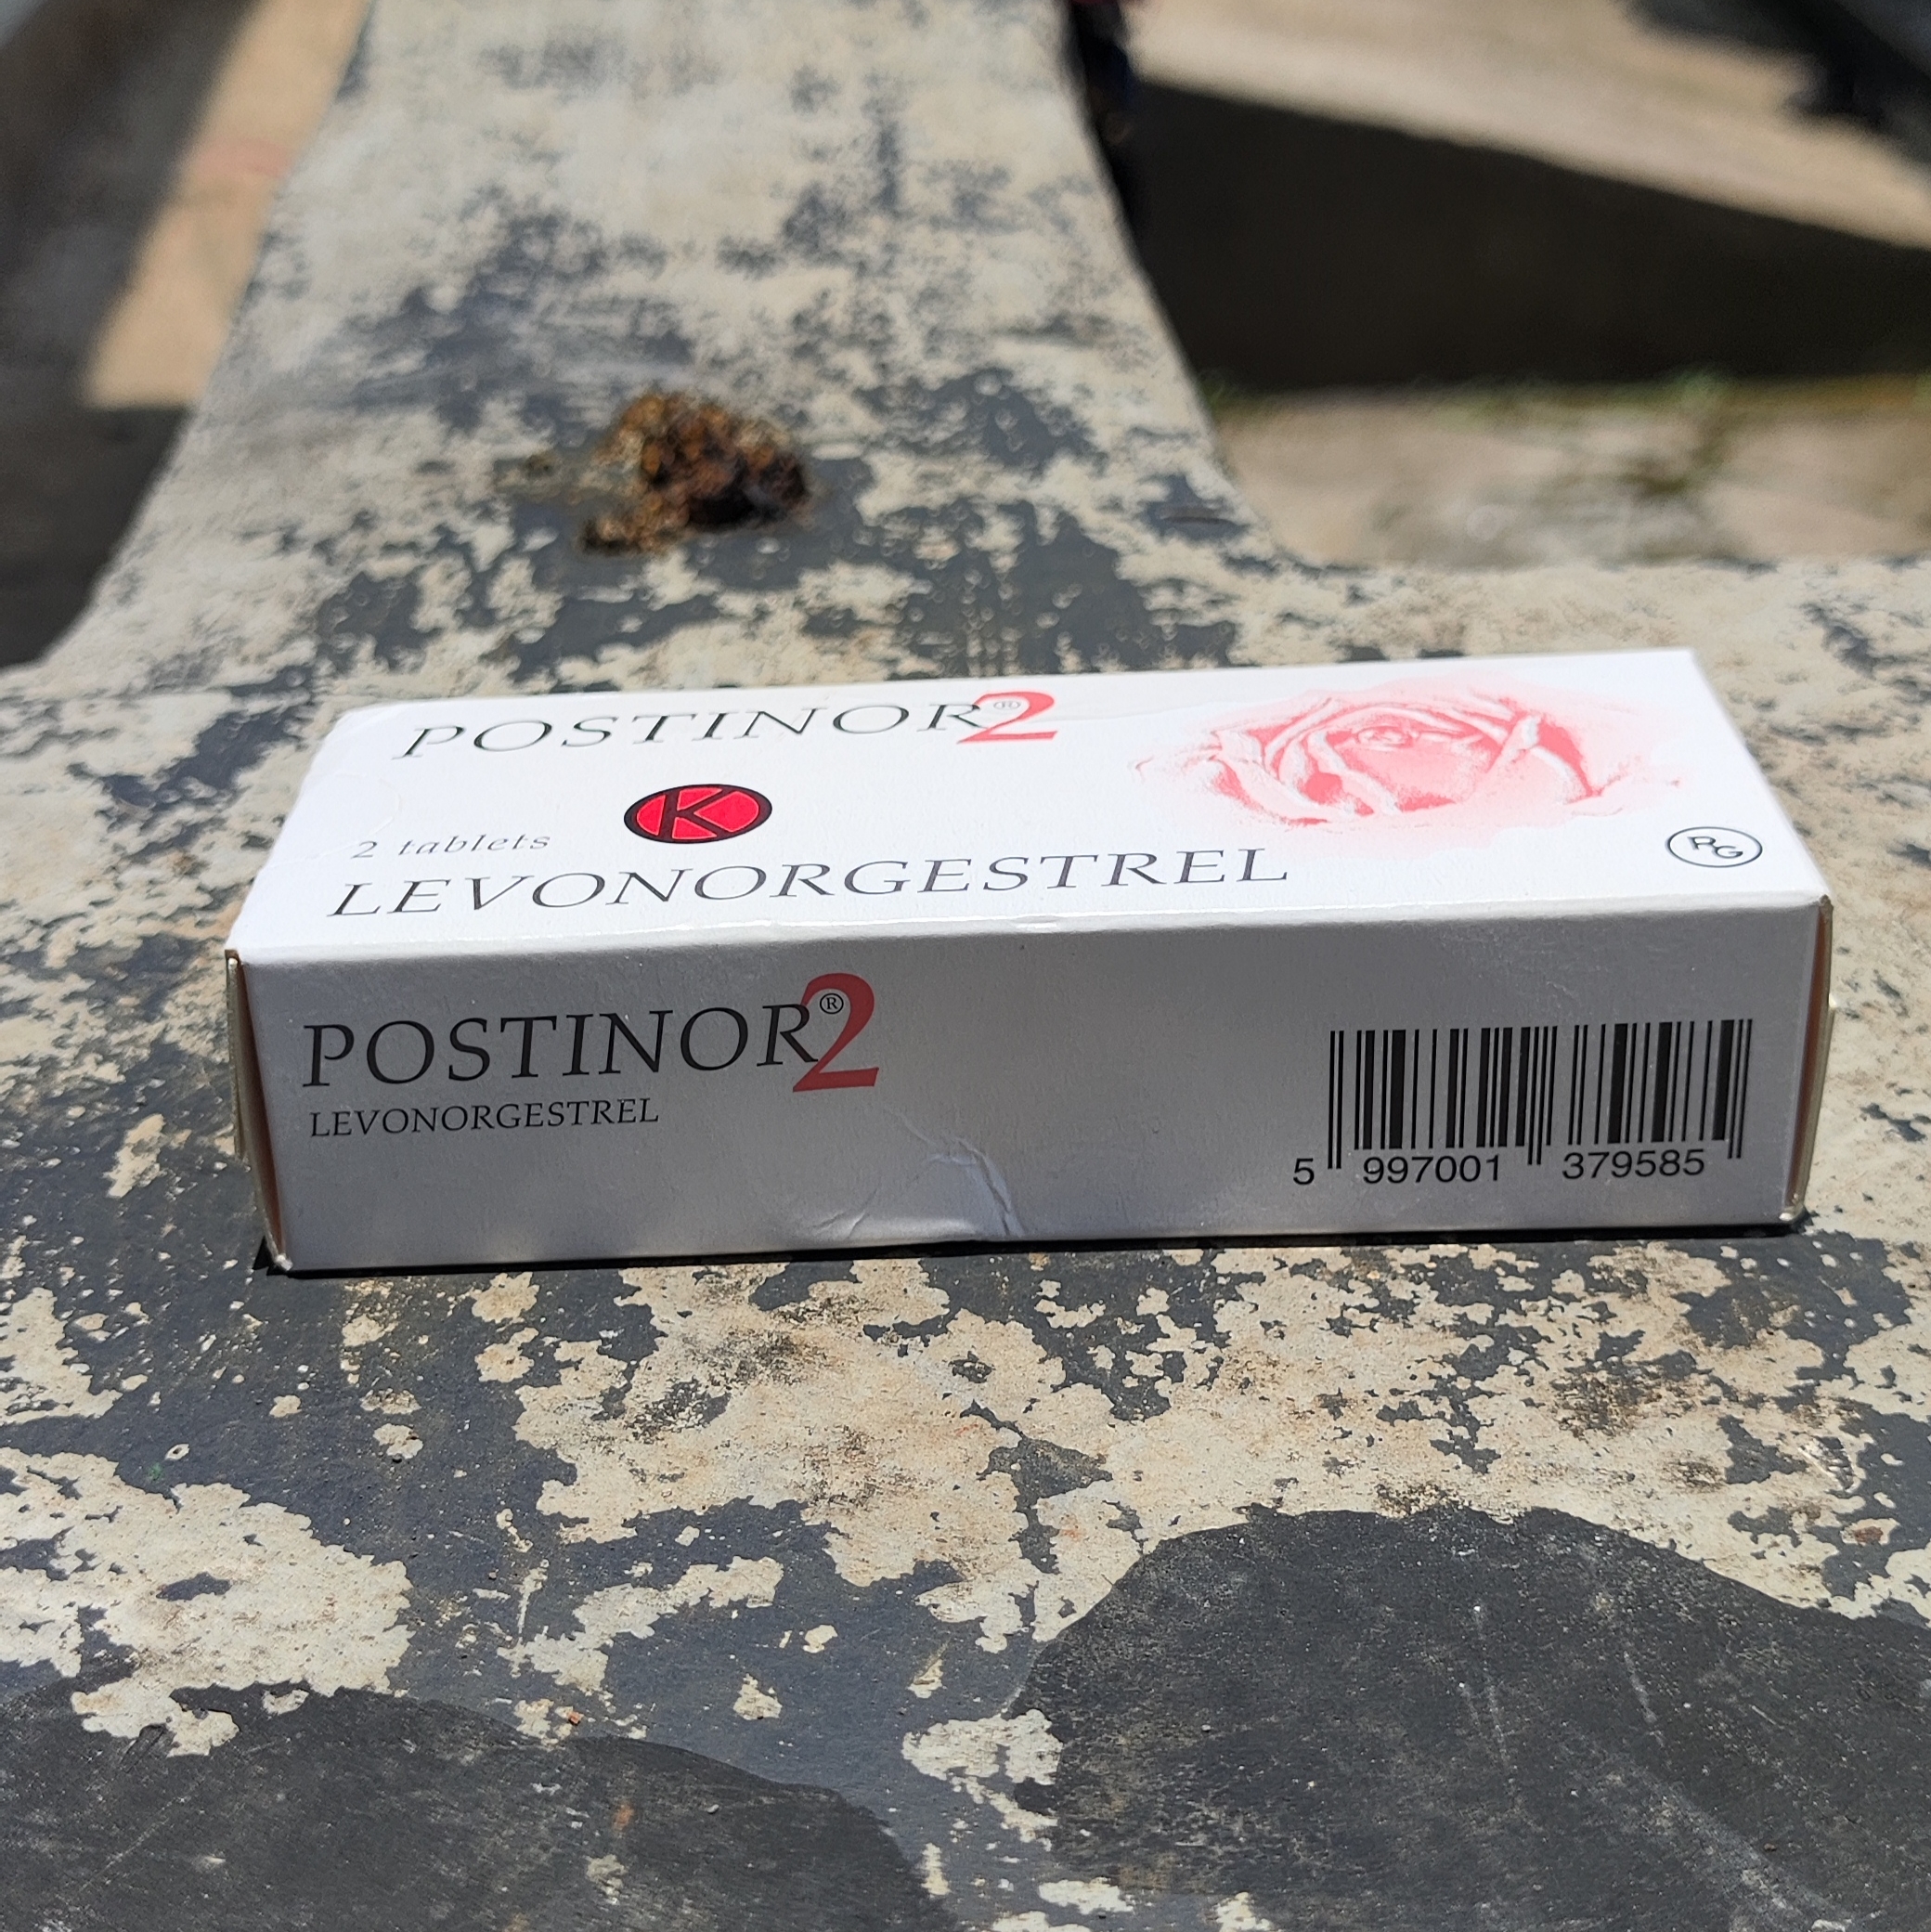 POSTINOR®2
K
2 tablets
LEVONORGESTREL
RG
POSTINOR®2
LEVONORGESTREL
5 997001 379585